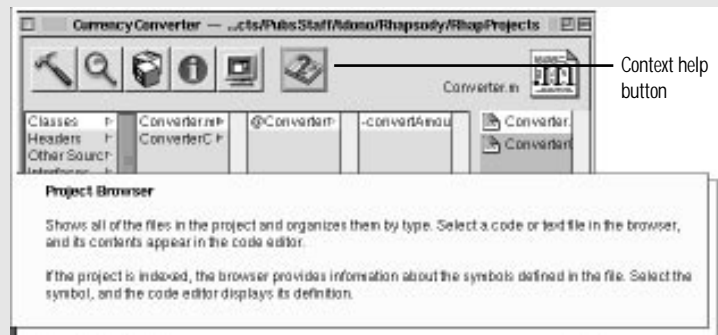 CurrencyConverter — ...cts/PubsStaff/tdono/Rhapsody/RhapProjects
Context help
button
Converter.m
Classes
Converter.m
@Converter
-convertAmou
Converter.
Headers
ConverterC
Converter
Other Sourc
Interfaces
Project Browser
Shows all of the files in the project and organizes them by type. Select a code or text file in the browser,
and its contents appear in the code editor.
If the project is indexed, the browser provides information about the symbols defined in the file. Select the
symbol, and the code editor displays its definition.